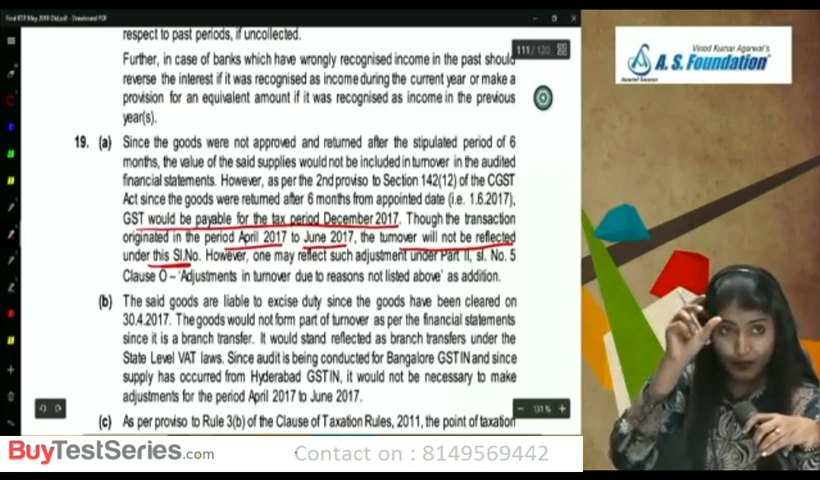 Final RTP May 2019 Old.pdf - Drawboard PDF
respect to past periods, if uncollected.
111 / 120
Further, in case of banks which have wrongly recognised income in the past should
reverse the interest if it was recognised as income during the current year or make a
provision for an equivalent amount if it was recognised as income in the previous
year(s).
19. (a) Since the goods were not approved and returned after the stipulated period of 6
months, the value of the said supplies would not be included in turnover in the audited
financial statements. However, as per the 2nd proviso to Section 142(12) of the CGST
Act since the goods were returned after 6 months from appointed date (i.e. 1.6.2017),
GST would be payable for the tax period December 2017. Though the transaction
originated in the period April 2017 to June 2017, the turnover will not be reflected
under this Sl.No. However, one may reflect such adjustment under Part II, sl. No. 5
Clause O – 'Adjustments in turnover due to reasons not listed above' as addition.
(b) The said goods are liable to excise duty since the goods have been cleared on
30.4.2017. The goods would not form part of turnover as per the financial statements
since it is a branch transfer. It would stand reflected as branch transfers under the
State Level VAT laws. Since audit is being conducted for Bangalore GSTIN and since
supply has occurred from Hyderabad GSTIN, it would not be necessary to make
adjustments for the period April 2017 to June 2017.
131 %
(c) As per proviso to Rule 3(b) of the Clause of Taxation Rules, 2011, the point of taxation
Vinod Kumar Agarwal's
A. S. Foundation
BuyTestSeries.com
Contact on : 8149569442